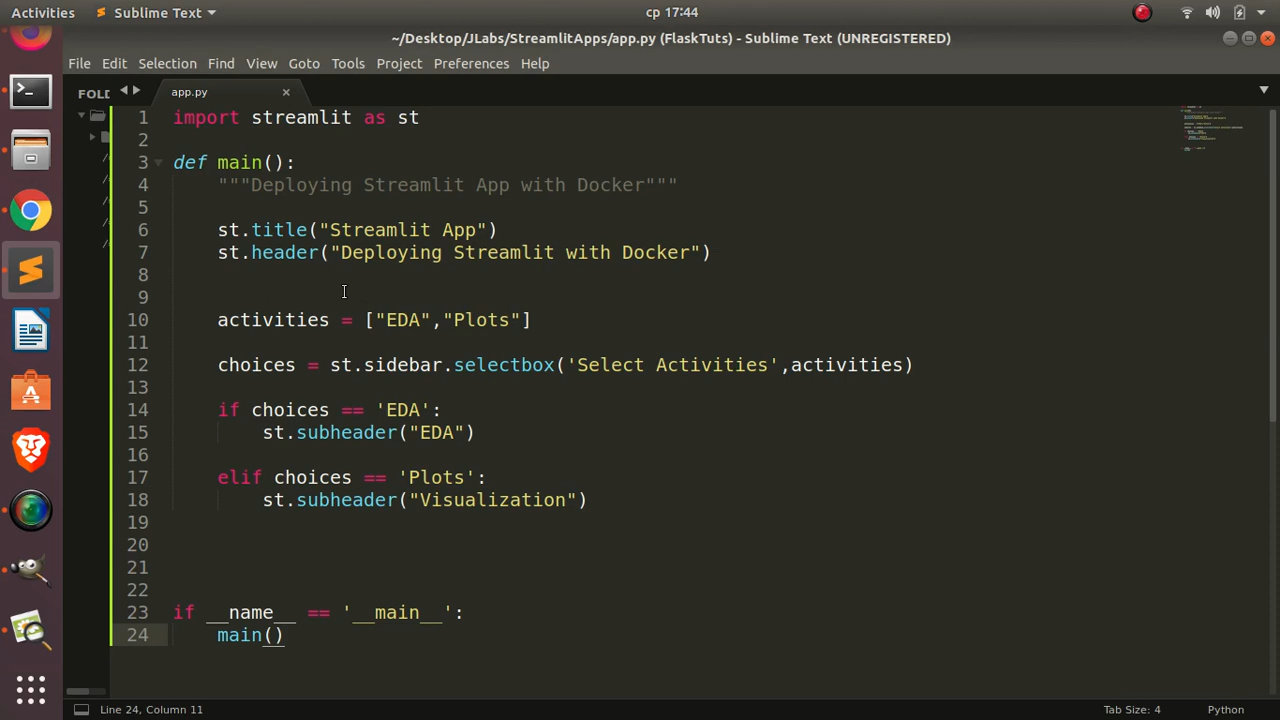 Activities Sublime Text ср 17:44
~/Desktop/JLabs/StreamlitApps/app.py (FlaskTuts) - Sublime Text (UNREGISTERED)
File Edit Selection Find View Goto Tools Project Preferences Help
FOLD app.py ×
1 import streamlit as st
2
3 def main():
4 """Deploying Streamlit App with Docker"""
5
6 st.title("Streamlit App")
7 st.header("Deploying Streamlit with Docker")
8
9
10 activities = ["EDA","Plots"]
11
12 choices = st.sidebar.selectbox('Select Activities',activities)
13
14 if choices == 'EDA':
15 st.subheader("EDA")
16
17 elif choices == 'Plots':
18 st.subheader("Visualization")
19
20
21
22
23 if __name__ == '__main__':
24 main()
Line 24, Column 11 Tab Size: 4 Python